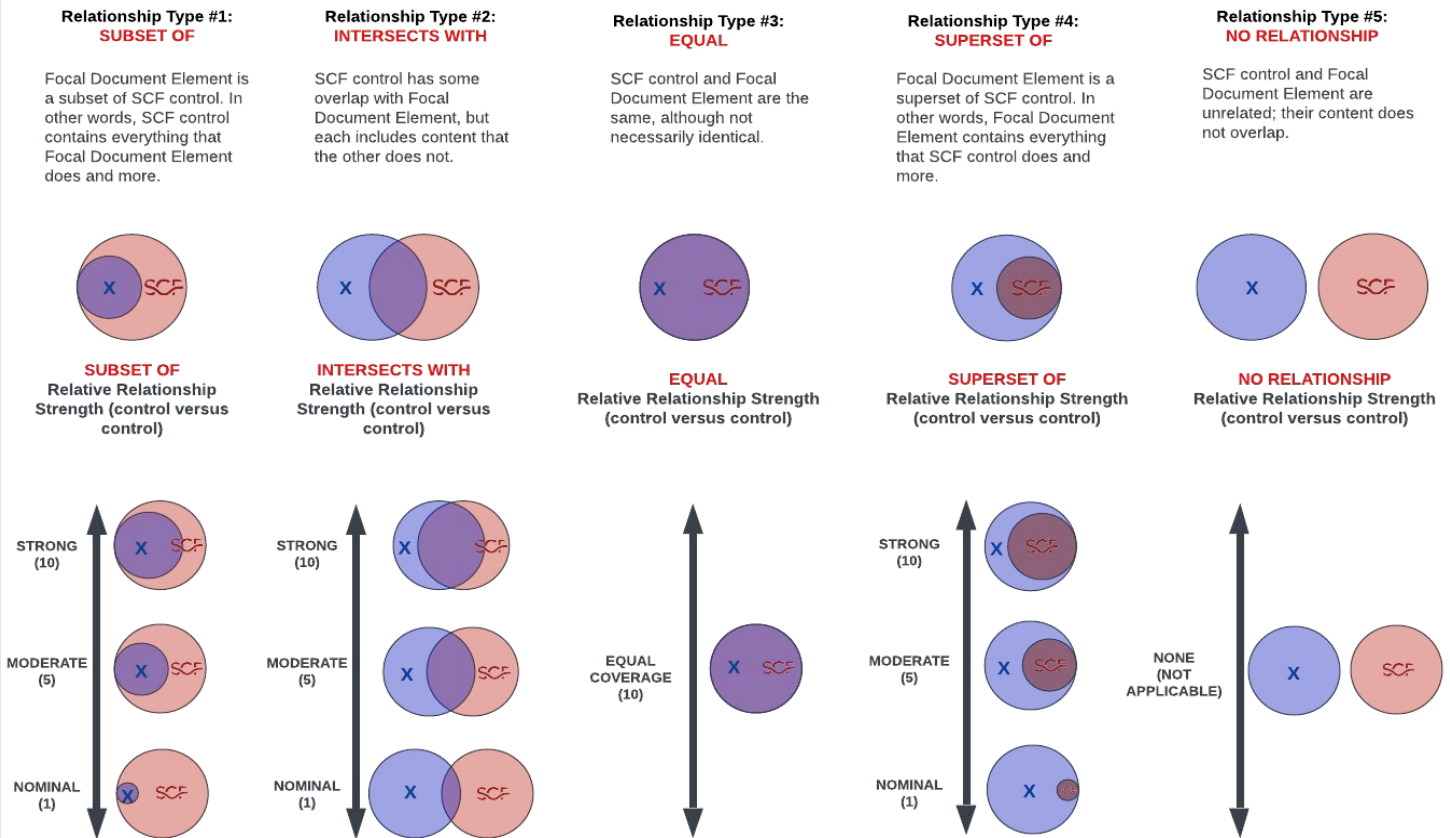 Relationship Type #1:
SUBSET OF
Focal Document Element is
a subset of SCF control. In
other words, SCF control
contains everything that
Focal Document Element
does and more.
X
SCF
SUBSET OF
Relative Relationship
Strength (control versus
control)
STRONG
(10)
X
SCF
MODERATE
(5)
X
SCF
NOMINAL
(1)
X
SCF
Relationship Type #2:
INTERSECTS WITH
SCF control has some
overlap with Focal
Document Element, but
each includes content that
the other does not.
X
SCF
INTERSECTS WITH
Relative Relationship
Strength (control versus
control)
STRONG
(10)
X
SCF
MODERATE
(5)
X
SCF
NOMINAL
(1)
X
SCF
Relationship Type #3:
EQUAL
SCF control and Focal
Document Element are the
same, although not
necessarily identical.
X
SCF
EQUAL
Relative Relationship Strength
(control versus control)
EQUAL
COVERAGE
(10)
X
SCF
Relationship Type #4:
SUPERSET OF
Focal Document Element is a
superset of SCF control. In
other words, Focal Document
Element contains everything
that SCF control does and
more.
X
SCF
SUPERSET OF
Relative Relationship Strength
(control versus control)
STRONG
(10)
X
SCF
MODERATE
(5)
X
SCF
NOMINAL
(1)
X
SCF
Relationship Type #5:
NO RELATIONSHIP
SCF control and Focal
Document Element are
unrelated; their content does
not overlap.
X
SCF
NO RELATIONSHIP
Relative Relationship Strength
(control versus control)
NONE
(NOT
APPLICABLE)
X
SCF